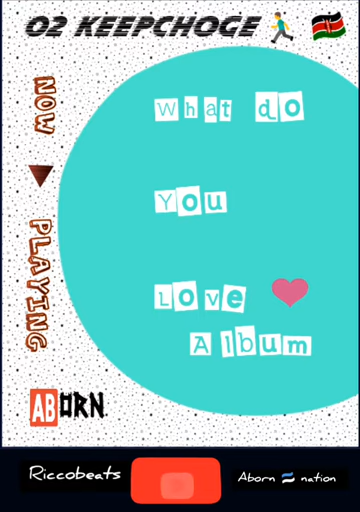 02 KEEPCHOGE 🚶‍♂️ 🇰🇪
NOW
PLAYING
What do
You
Love ❤
Album
ABORN
Riccobeats
Aborn nation